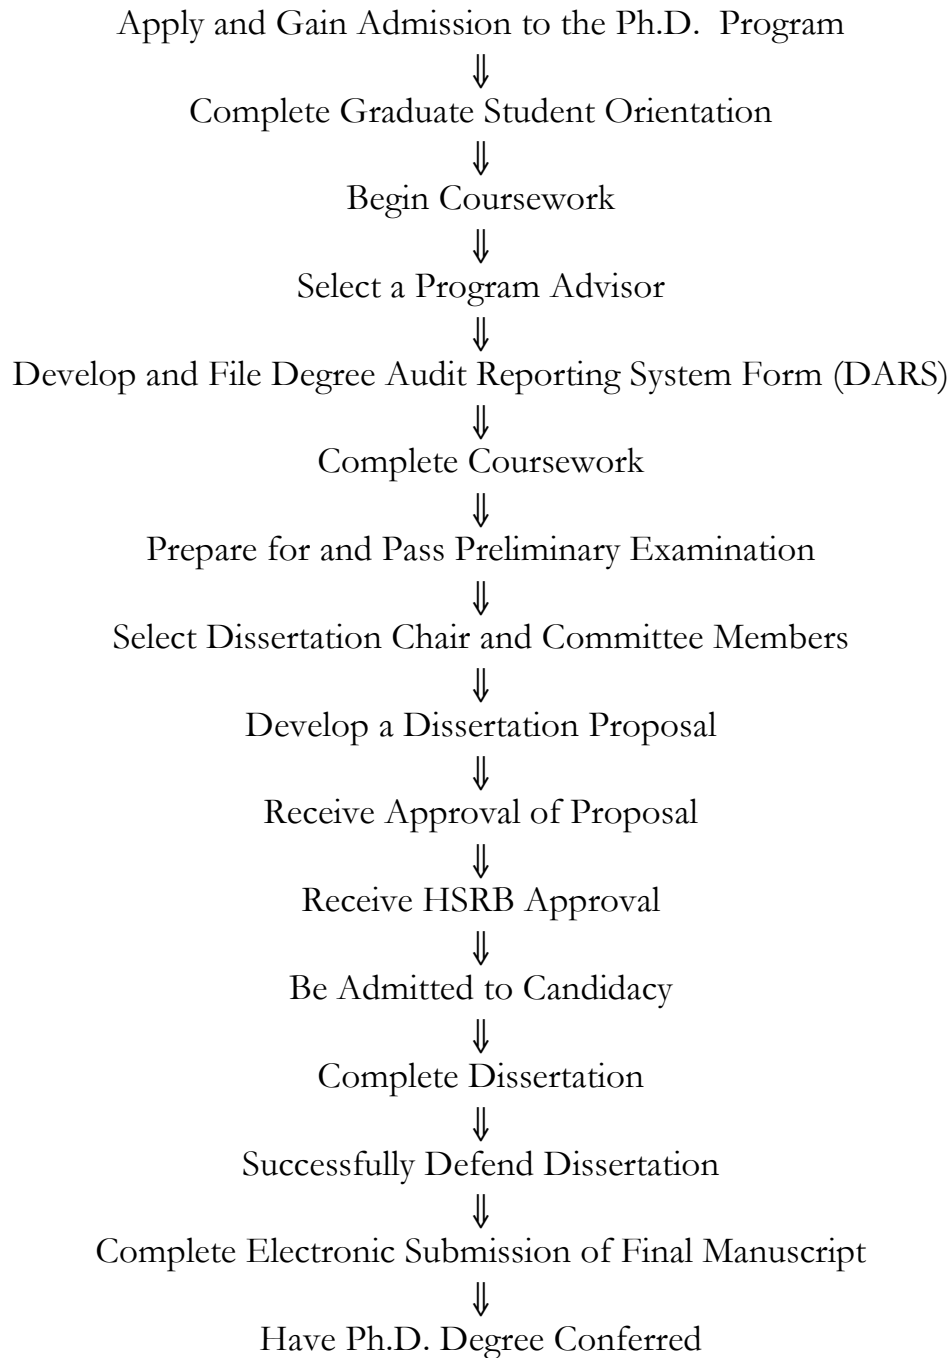 Apply and Gain Admission to the Ph.D.  Program
⇓
Complete Graduate Student Orientation
⇓
Begin Coursework
⇓
Select a Program Advisor
⇓
Develop and File Degree Audit Reporting System Form (DARS)
⇓
Complete Coursework
⇓
Prepare for and Pass Preliminary Examination
⇓
Select Dissertation Chair and Committee Members
⇓
Develop a Dissertation Proposal
⇓
Receive Approval of Proposal
⇓
Receive HSRB Approval
⇓
Be Admitted to Candidacy
⇓
Complete Dissertation
⇓
Successfully Defend Dissertation
⇓
Complete Electronic Submission of Final Manuscript
⇓
Have Ph.D. Degree Conferred